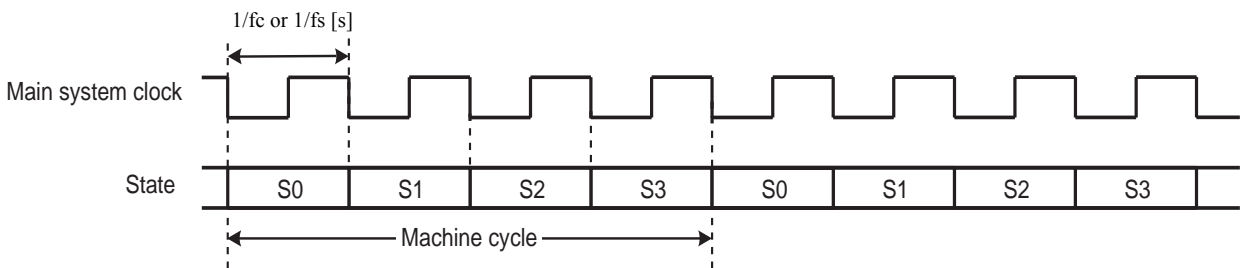 1/fc or 1/fs [s]
Main system clock
State S0 S1 S2 S3 S0 S1 S2 S3
Machine cycle